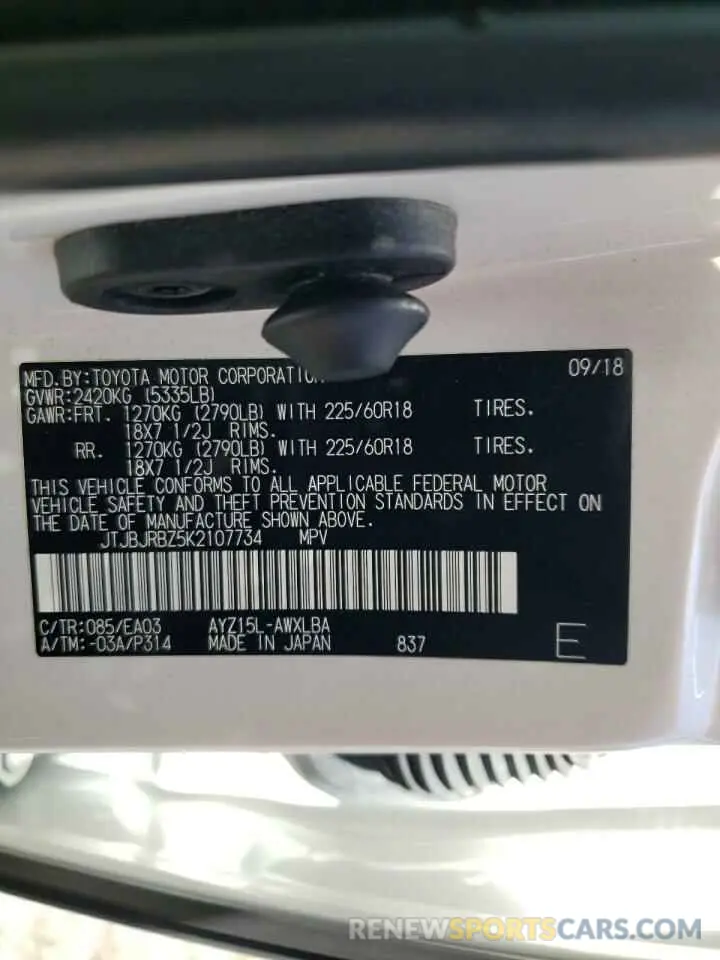 MFD.BY:TOYOTA MOTOR CORPORATION 09/18
GVWR:2420KG (5335LB)
GAWR:FRT. 1270KG (2790LB) WITH 225/60R18 TIRES.
18X7 1/2J RIMS.
RR. 1270KG (2790LB) WITH 225/60R18 TIRES.
18X7 1/2J RIMS.
THIS VEHICLE CONFORMS TO ALL APPLICABLE FEDERAL MOTOR
VEHICLE SAFETY AND THEFT PREVENTION STANDARDS IN EFFECT ON
THE DATE OF MANUFACTURE SHOWN ABOVE.
JTJBJRBZ5K2107734 MPV
C/TR:085/EA03 AYZ15L-AWXLBA
A/TM:-03A/P314 MADE IN JAPAN 837 E
RENEWSPORTSCARS.COM